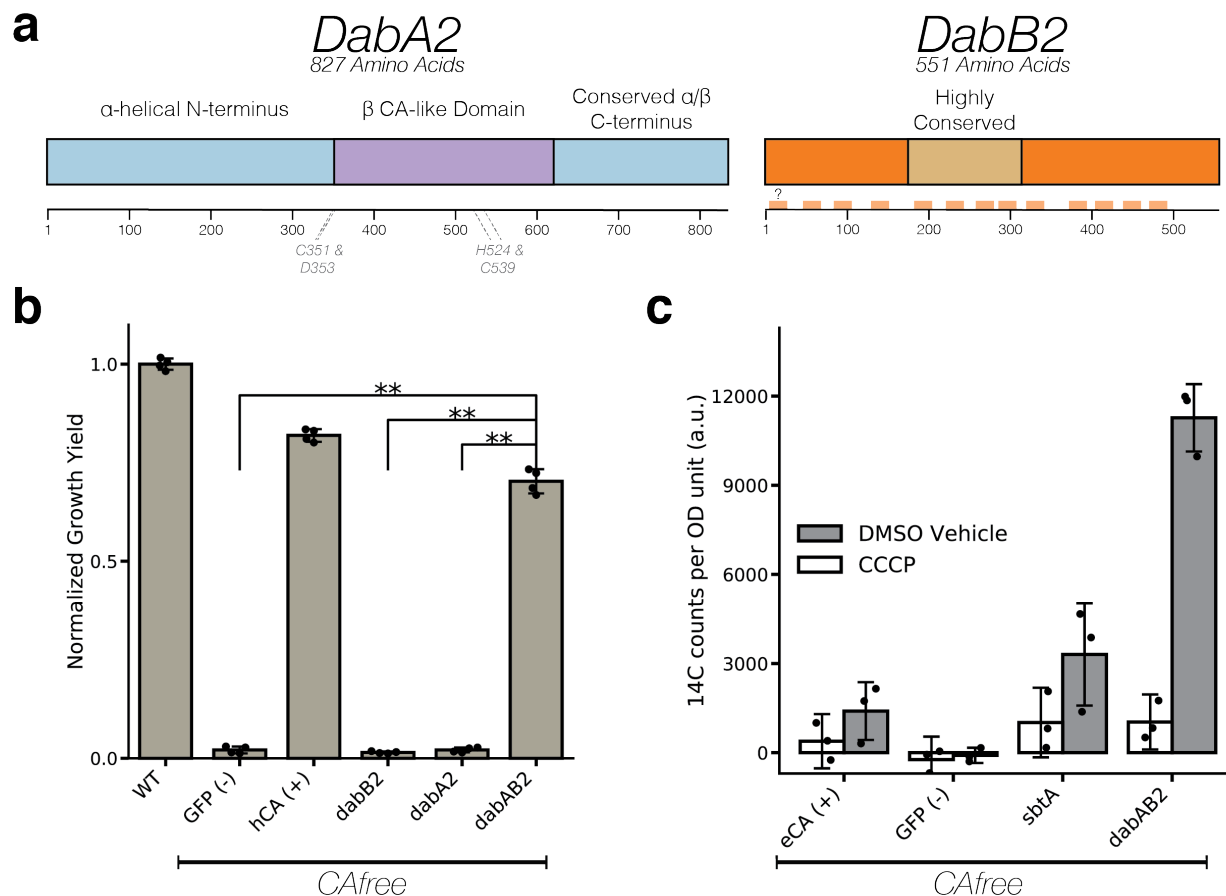 a
DabA2
827 Amino Acids
DabB2
551 Amino Acids
α-helical N-terminus
β CA-like Domain
Conserved α/β
C-terminus
Highly
Conserved
?
1 100 200 300 400 500 600 700 800
1 100 200 300 400 500
C351 &
D353
H524 &
C539
b
Normalized Growth Yield
1.0
0.5
0.0
**
**
**
WT
GFP (-)
hCA (+)
dabB2
dabA2
dabAB2
CAfree
c
14C counts per OD unit (a.u.)
12000
9000
6000
3000
0
DMSO Vehicle
CCCP
eCA (+)
GFP (-)
sbtA
dabAB2
CAfree